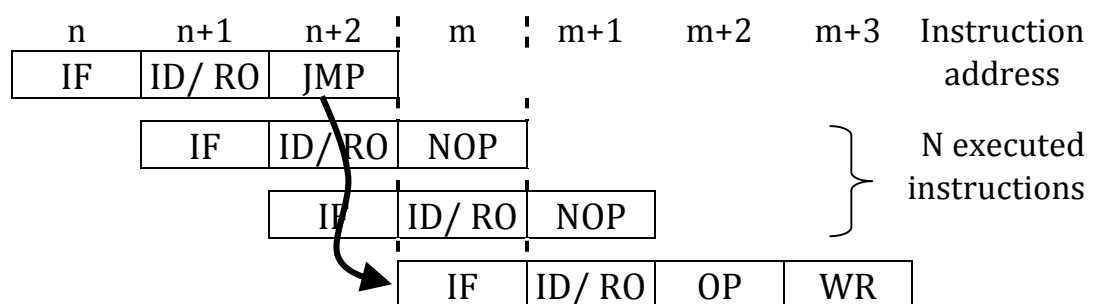 n n+1 n+2 m m+1 m+2 m+3 Instruction
address
IF ID/ RO JMP
IF ID/ RO NOP
N executed
instructions
IF ID/ RO NOP
IF ID/ RO OP WR